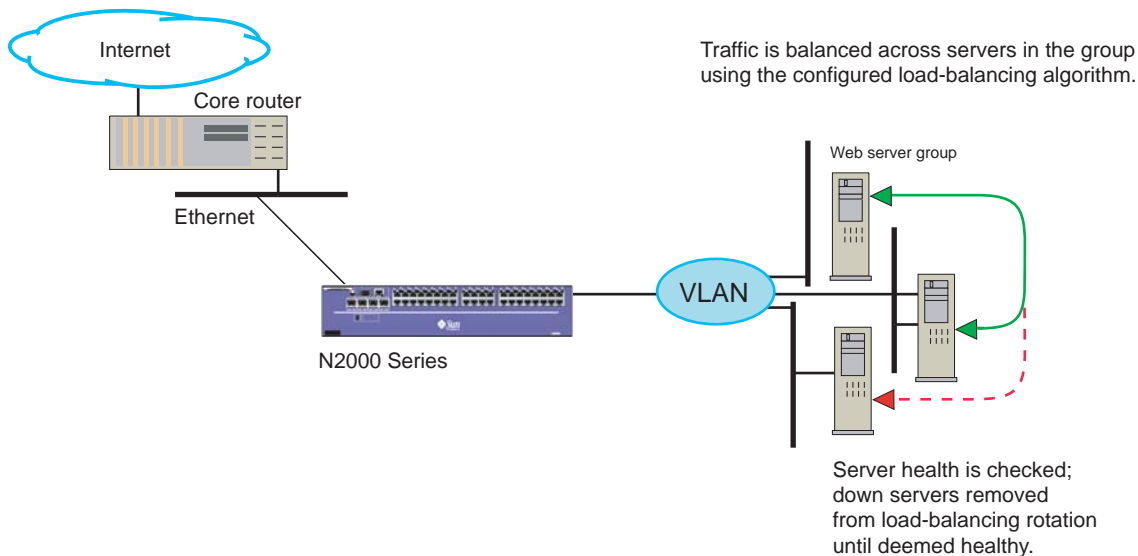 Internet
Traffic is balanced across servers in the group
using the configured load-balancing algorithm.
Core router
Web server group
Ethernet
VLAN
Sun
N2000 Series
Server health is checked;
down servers removed
from load-balancing rotation
until deemed healthy.